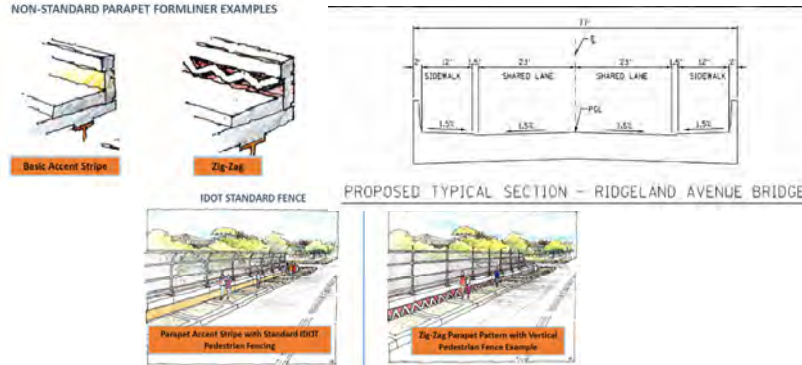 NON-STANDARD PARAPET FORMLINER EXAMPLES
Basic Accent Stripe
Zig-Zag
77'
2' 12' 1.5' 23' 23' 1.5' 12" 2'
SIDEWALK SHARED LANE SHARED LANE SIDEWALK
PGL
1.5% 1.5% 1.5% 1.5%
PROPOSED TYPICAL SECTION - RIDGELAND AVENUE BRIDGE
IDOT STANDARD FENCE
Parapet Accent Stripe with Standard IDOT
Pedestrian Fencing
Zig-Zag Parapet Pattern with Vertical
Pedestrian Fence Example